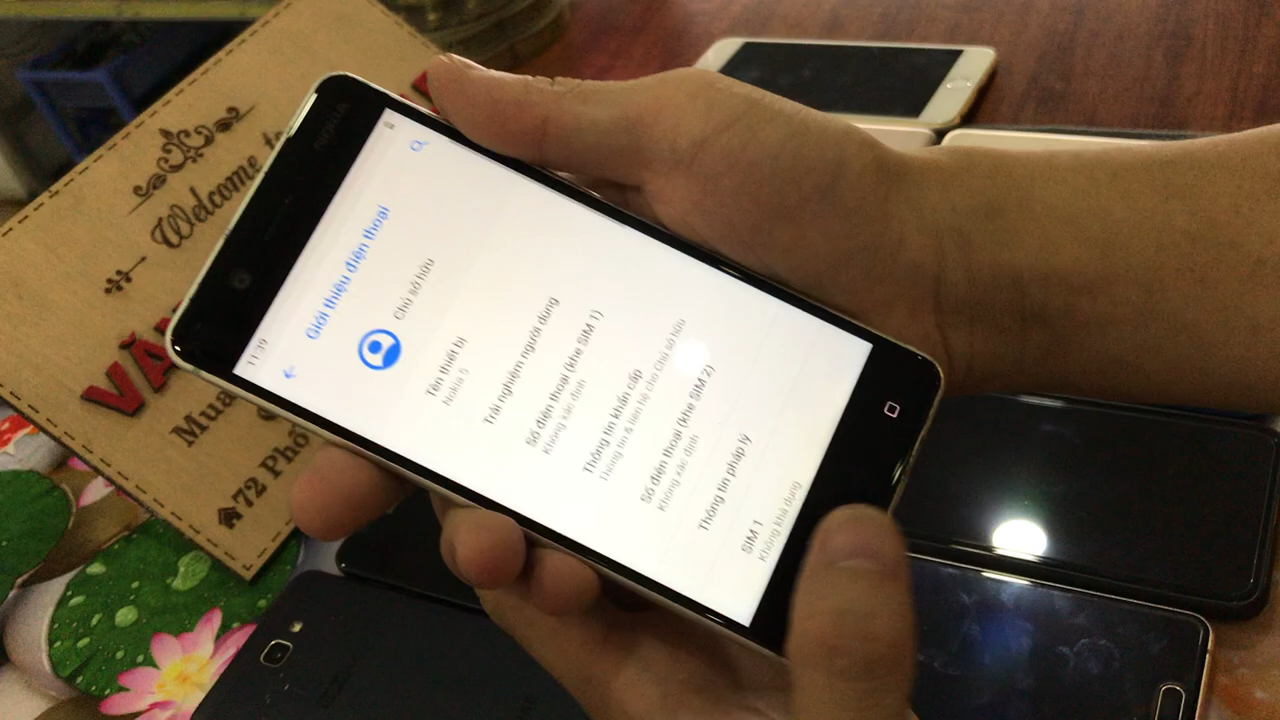 NOKIA
11:39
Giới thiệu điện thoại
Chủ sở hữu
Tên thiết bị
Nokia 5
Trải nghiệm người dùng
Số điện thoại (khe SIM 1)
Không xác định
Thông tin khẩn cấp
Thông tin & liên hệ cho Chủ sở hữu
Số điện thoại (khe SIM 2)
Không xác định
Thông tin pháp lý
SIM 1
Không khả dụng
Welcome to
Mua
72 Phố